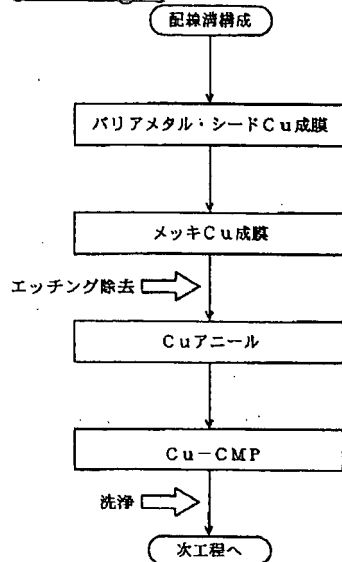 配線溝構成
バリアメタル・シードCu成膜
メッキCu成膜
エッチング除去
Cuアニール
Cu-CMP
洗浄
次工程へ